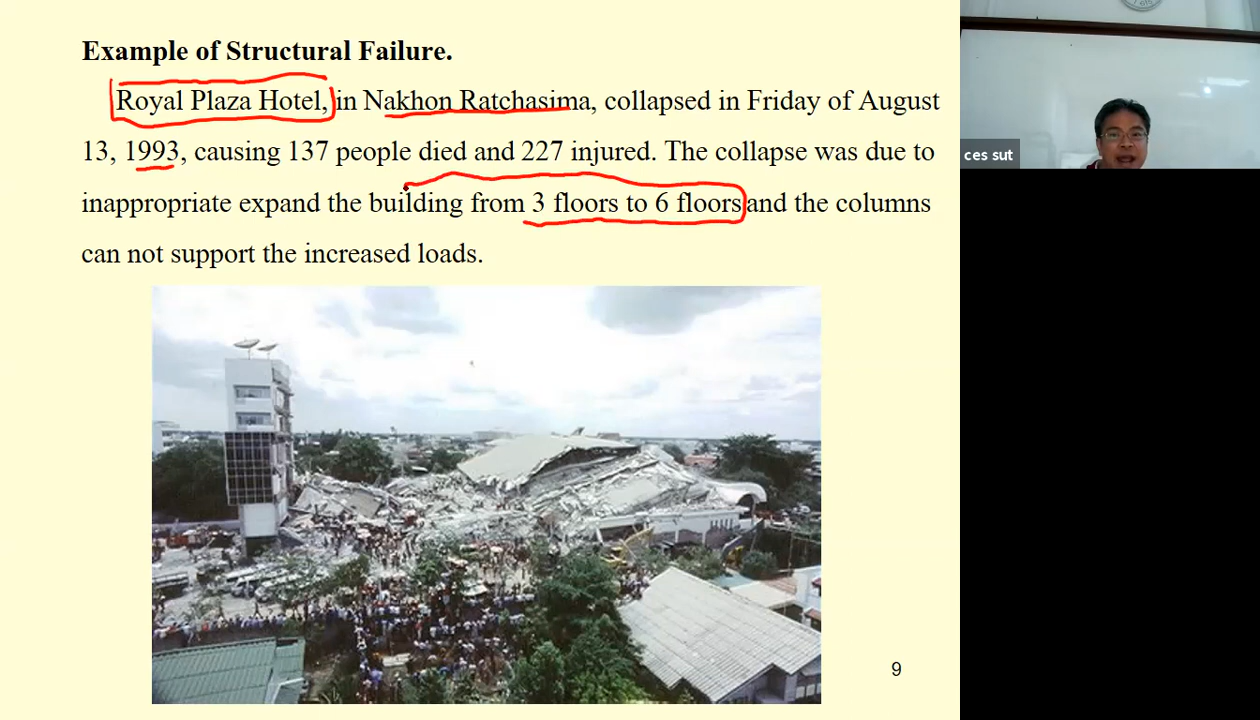 Example of Structural Failure.
Royal Plaza Hotel, in Nakhon Ratchasima, collapsed in Friday of August
13, 1993, causing 137 people died and 227 injured. The collapse was due to
inappropriate expand the building from 3 floors to 6 floors and the columns
can not support the increased loads.
9
ces sut